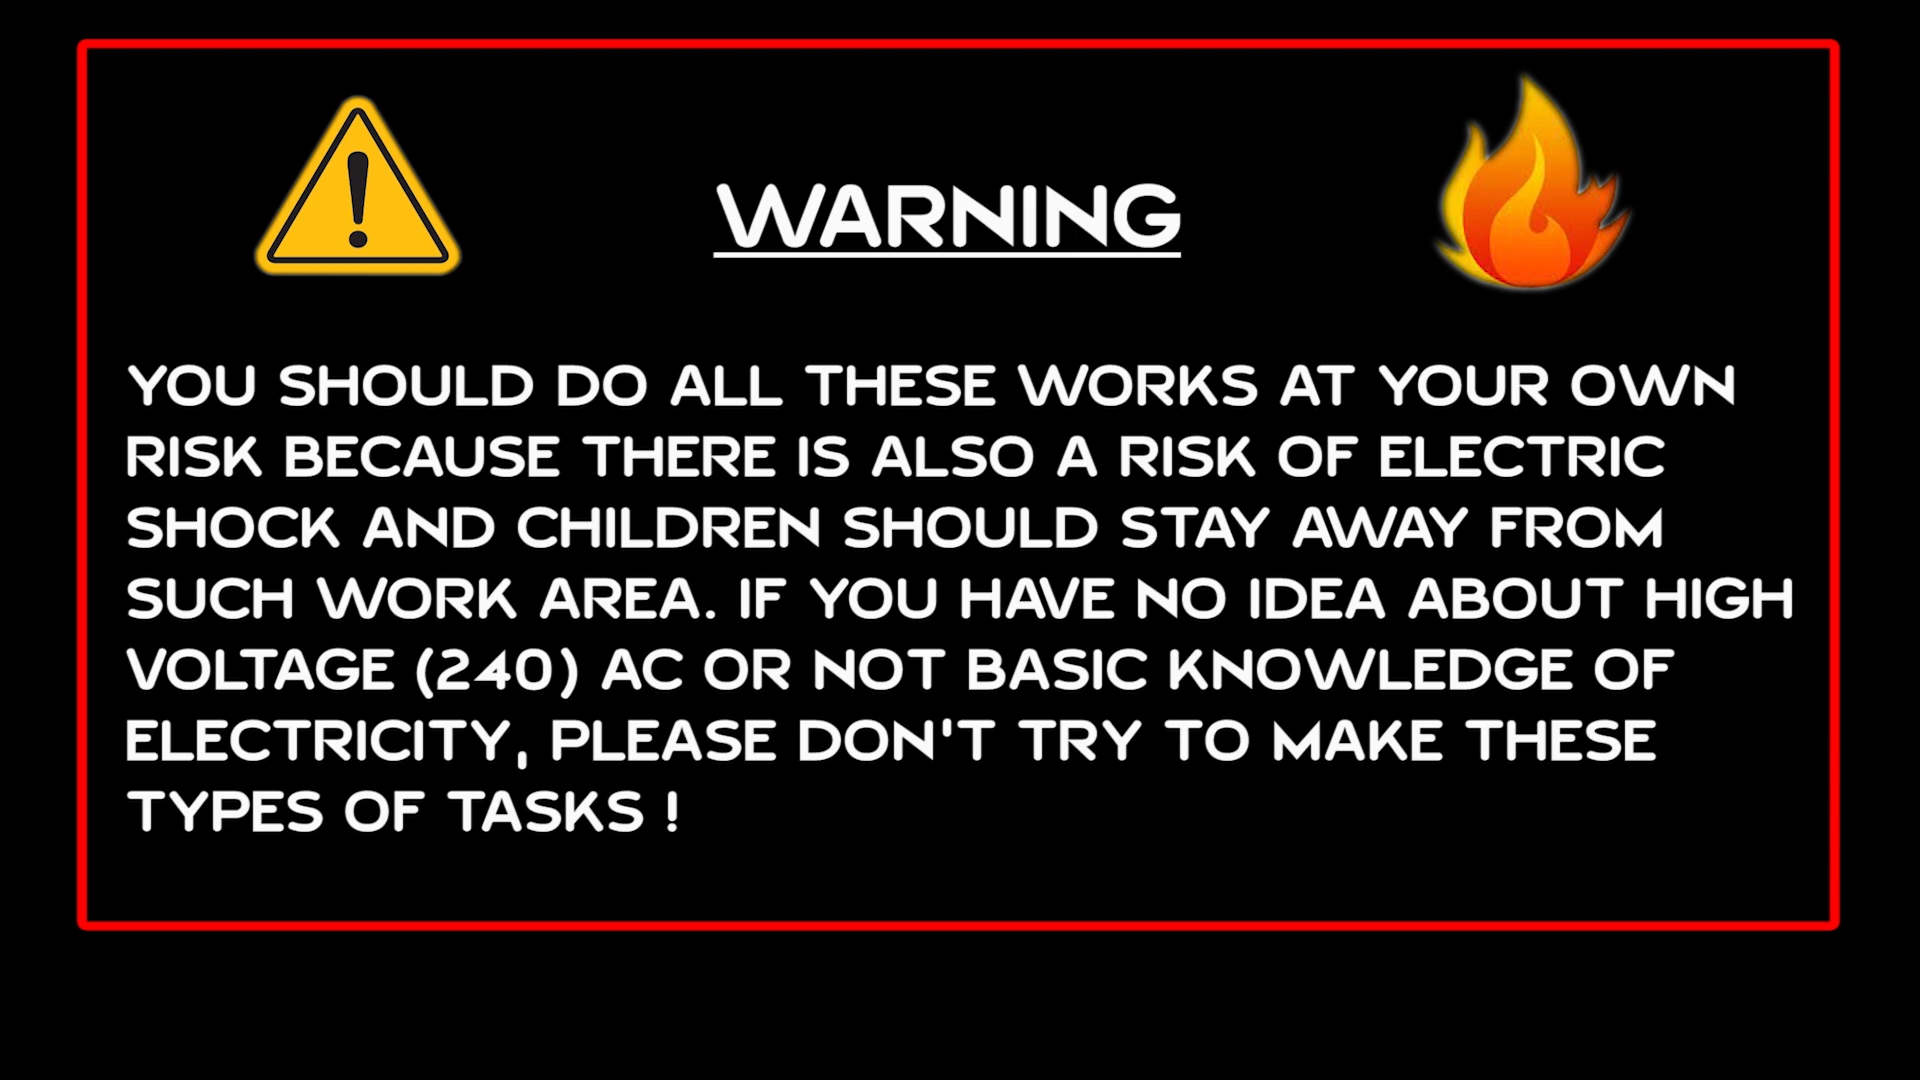 WARNING
YOU SHOULD DO ALL THESE WORKS AT YOUR OWN
RISK BECAUSE THERE IS ALSO A RISK OF ELECTRIC
SHOCK AND CHILDREN SHOULD STAY AWAY FROM
SUCH WORK AREA. IF YOU HAVE NO IDEA ABOUT HIGH
VOLTAGE (240) AC OR NOT BASIC KNOWLEDGE OF
ELECTRICITY, PLEASE DON'T TRY TO MAKE THESE
TYPES OF TASKS !